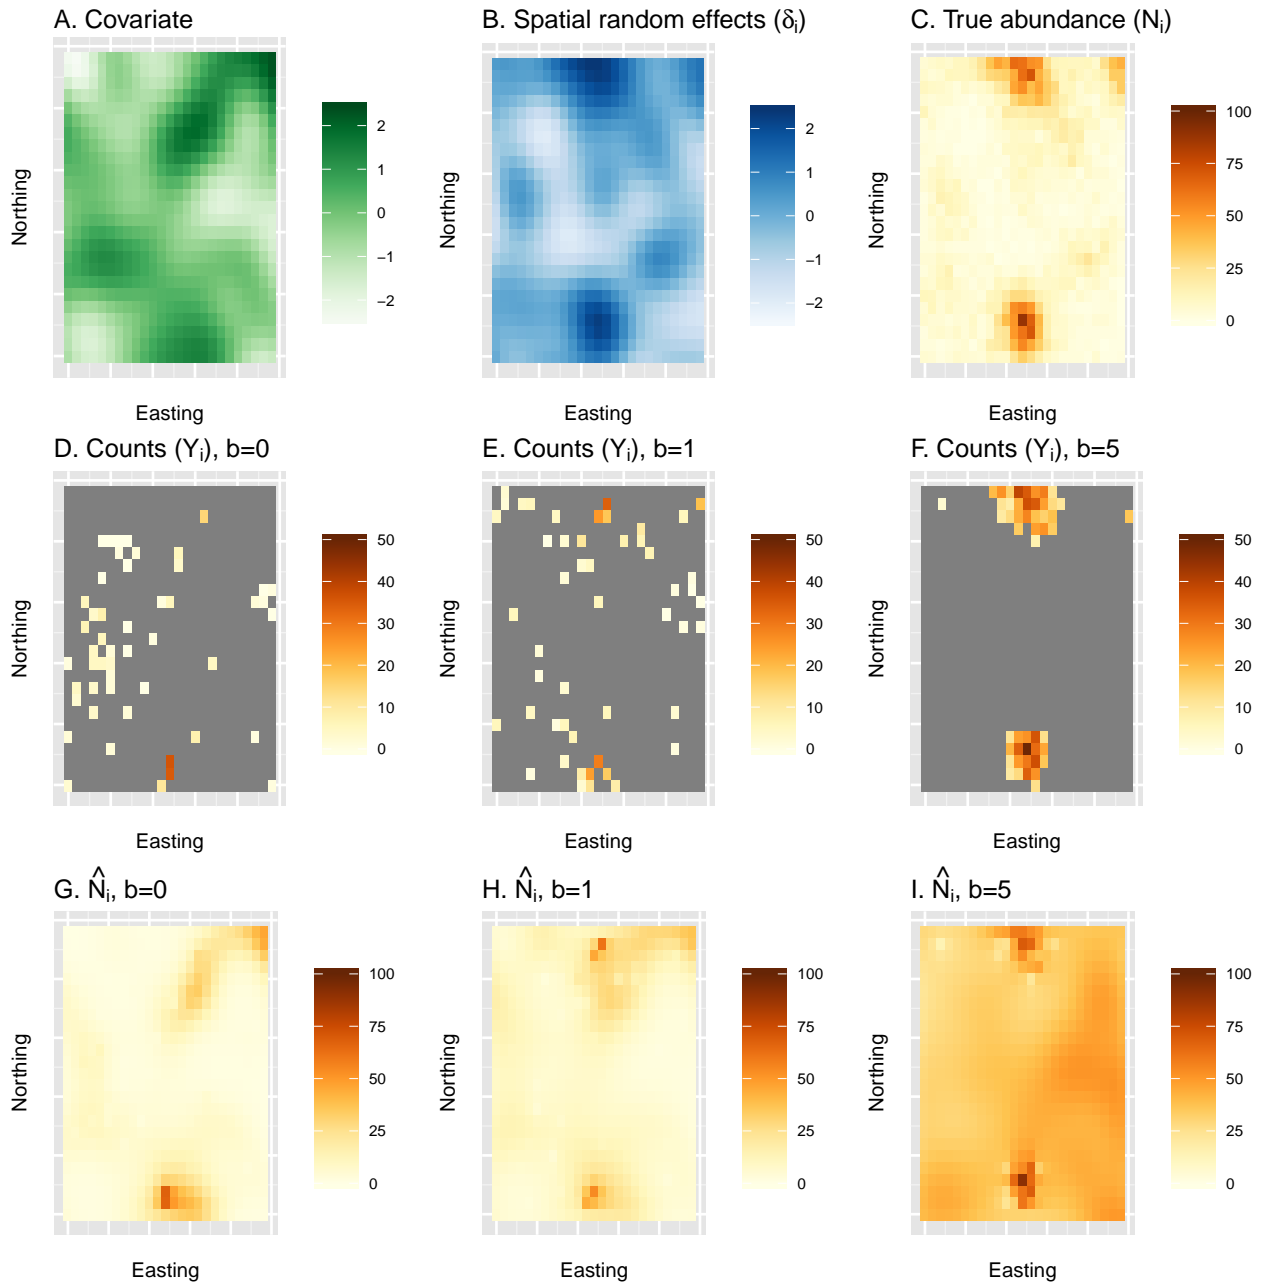 A. Covariate
B. Spatial random effects (δi)
C. True abundance (Ni)
Northing
2
1
0
−1
−2
Easting
Northing
2
1
0
−1
−2
Easting
Northing
100
75
50
25
0
Easting
D. Counts (Yi), b=0
E. Counts (Yi), b=1
F. Counts (Yi), b=5
Northing
50
40
30
20
10
0
Easting
Northing
50
40
30
20
10
0
Easting
Northing
50
40
30
20
10
0
Easting
G. N̂i, b=0
H. N̂i, b=1
I. N̂i, b=5
Northing
100
75
50
25
0
Easting
Northing
100
75
50
25
0
Easting
Northing
100
75
50
25
0
Easting